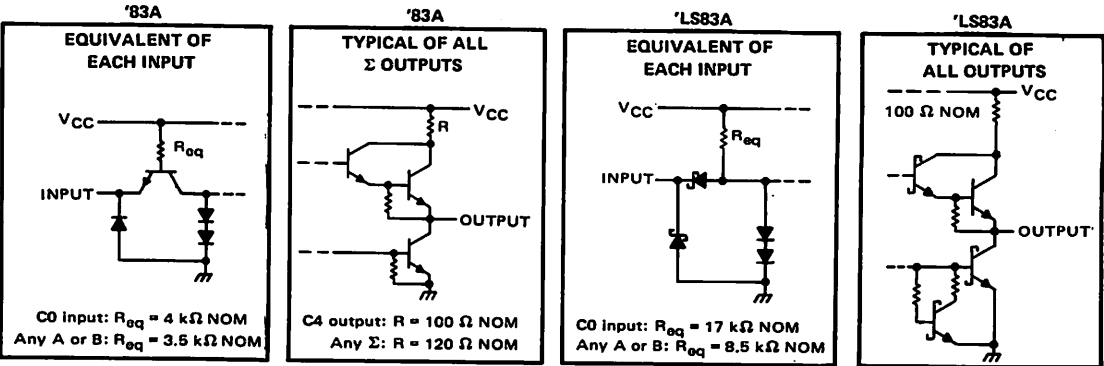 '83A
EQUIVALENT OF
EACH INPUT
VCC
Req
INPUT
C0 input: Req = 4 kΩ NOM
Any A or B: Req = 3.5 kΩ NOM
'83A
TYPICAL OF ALL
Σ OUTPUTS
VCC
R
OUTPUT
C4 output: R = 100 Ω NOM
Any Σ: R = 120 Ω NOM
'LS83A
EQUIVALENT OF
EACH INPUT
VCC
Req
INPUT
C0 input: Req = 17 kΩ NOM
Any A or B: Req = 8.5 kΩ NOM
'LS83A
TYPICAL OF
ALL OUTPUTS
VCC
100 Ω NOM
OUTPUT